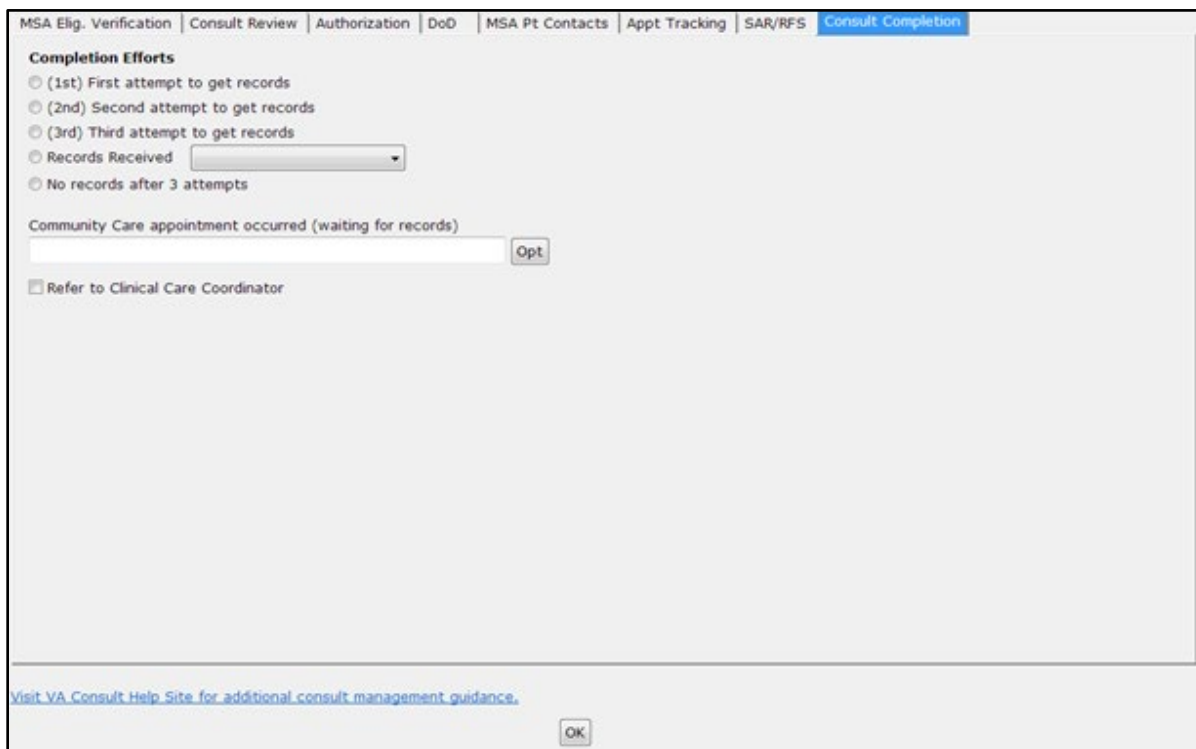 MSA Elig. Verification Consult Review Authorization DoD MSA Pt Contacts Appt Tracking SAR/RFS Consult Completion
Completion Efforts
(1st) First attempt to get records
(2nd) Second attempt to get records
(3rd) Third attempt to get records
Records Received
No records after 3 attempts
Community Care appointment occurred (waiting for records)
Opt
Refer to Clinical Care Coordinator
Visit VA Consult Help Site for additional consult management guidance.
OK